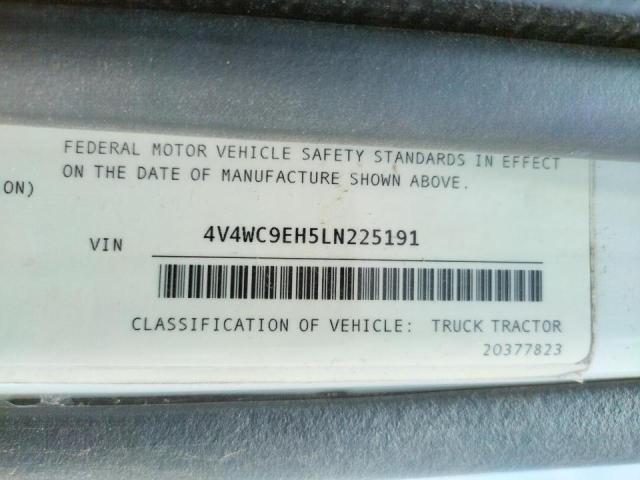 FEDERAL MOTOR VEHICLE SAFETY STANDARDS IN EFFECT
ON THE DATE OF MANUFACTURE SHOWN ABOVE.
ON)
VIN 4V4WC9EH5LN225191
CLASSIFICATION OF VEHICLE: TRUCK TRACTOR
20377823